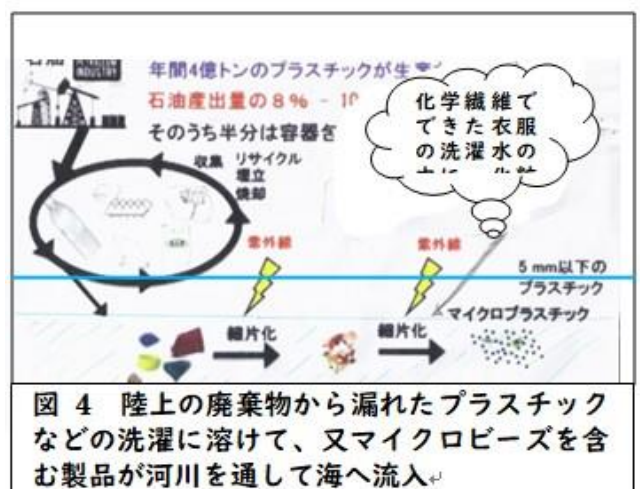 INDUSTRY
年間4億トンのプラスチックが生
石油産出量の8% - 10
そのうち半分は容器
化学繊維で
できた衣服
の洗濯水の
収集 リサイクル
埋立
焼却
紫外線
紫外線
5 mm以下の
プラスチック
マイクロプラスチック
細片化
細片化
図 4 陸上の廃棄物から漏れたプラスチック
などの洗濯に溶けて、又マイクロビーズを含
む製品が河川を通して海へ流入